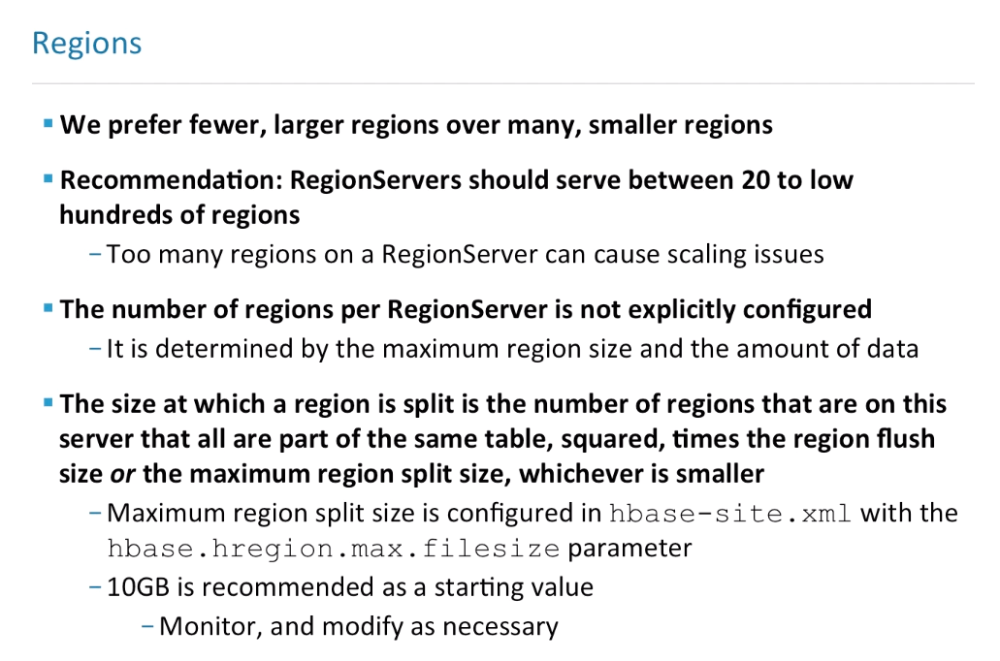 Regions
▪ We prefer fewer, larger regions over many, smaller regions
▪ Recommendation: RegionServers should serve between 20 to low
hundreds of regions
– Too many regions on a RegionServer can cause scaling issues
▪ The number of regions per RegionServer is not explicitly configured
– It is determined by the maximum region size and the amount of data
▪ The size at which a region is split is the number of regions that are on this
server that all are part of the same table, squared, times the region flush
size or the maximum region split size, whichever is smaller
– Maximum region split size is configured in hbase-site.xml with the
hbase.hregion.max.filesize parameter
– 10GB is recommended as a starting value
– Monitor, and modify as necessary